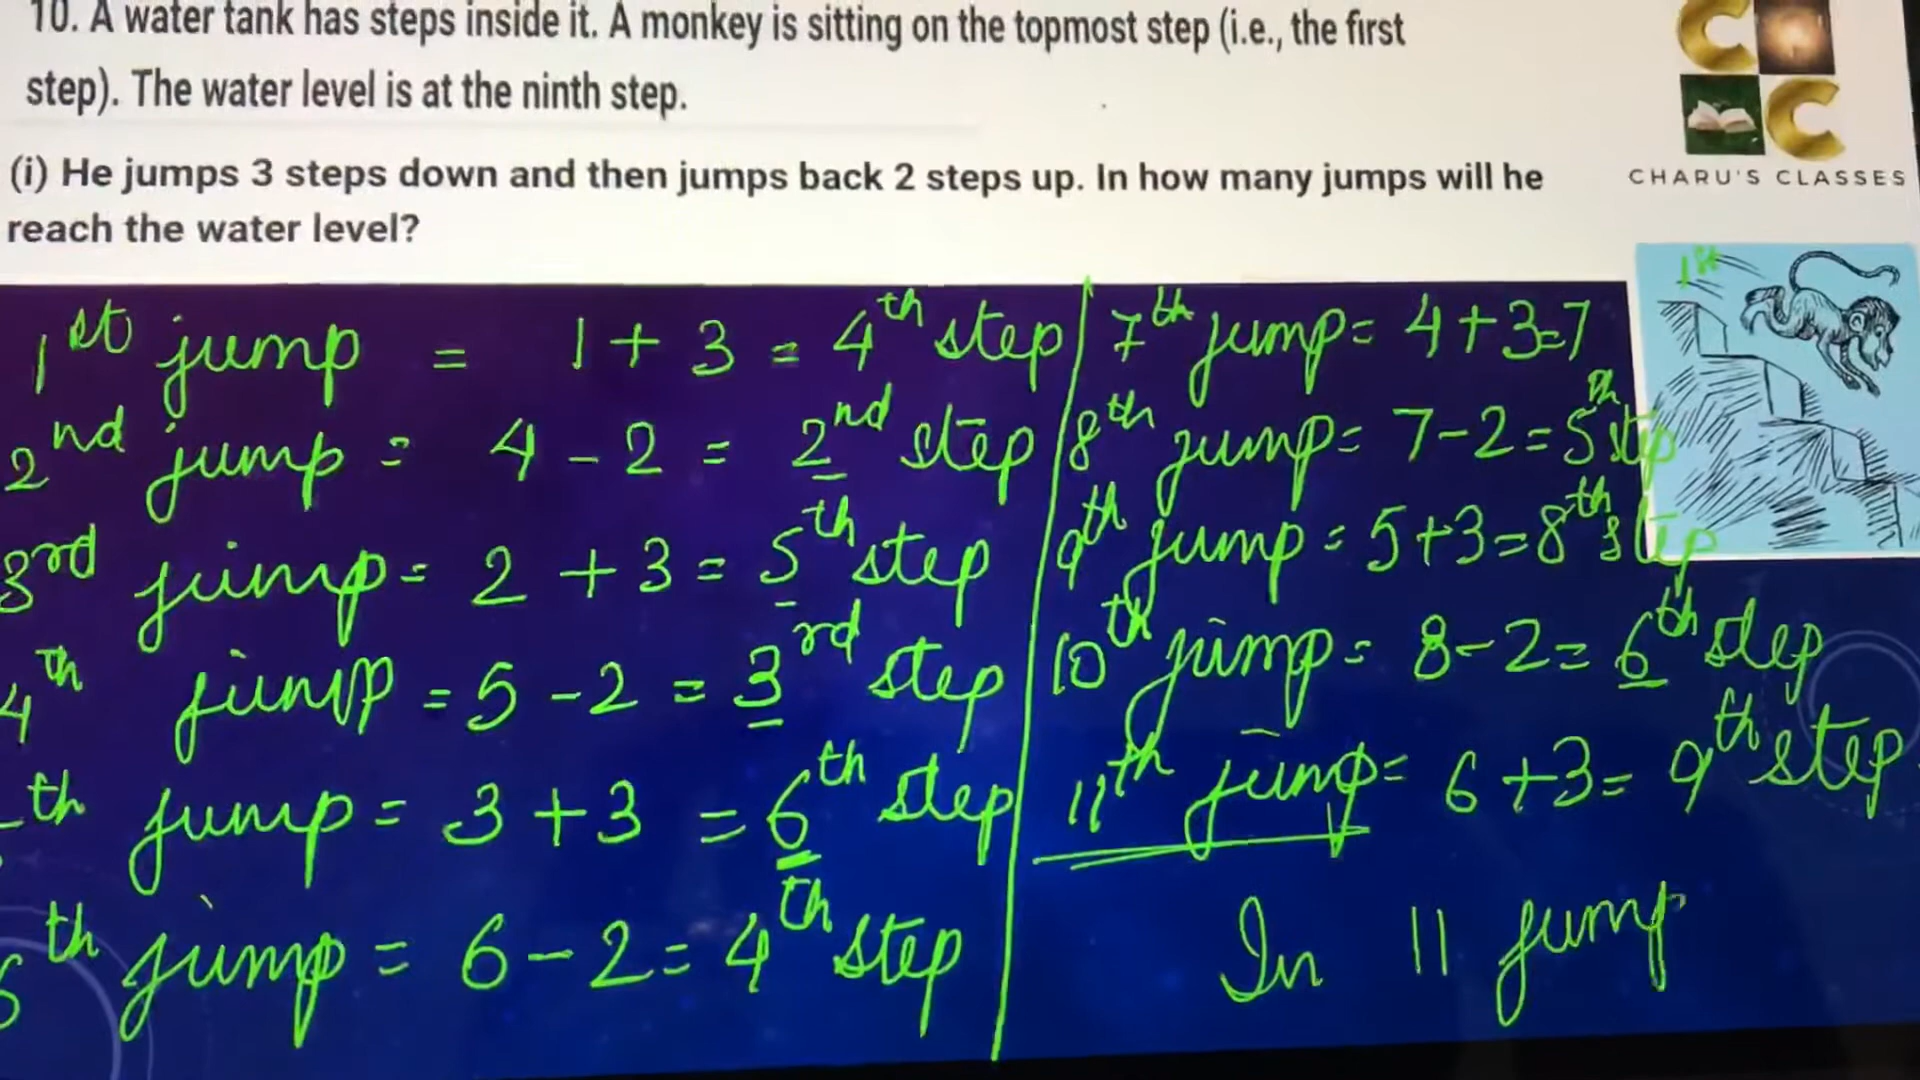 10. A water tank has steps inside it. A monkey is sitting on the topmost step (i.e., the first
step). The water level is at the ninth step.
(i) He jumps 3 steps down and then jumps back 2 steps up. In how many jumps will he
reach the water level?
C
C
CHARU'S CLASSES
1st
1st jump = 1 + 3 = 4th step
2nd jump = 4 - 2 = 2nd step
3rd jump = 2 + 3 = 5th step
4th jump = 5 - 2 = 3rd step
th jump = 3 + 3 = 6th step
6th jump = 6 - 2 = 4th step
7th jump = 4 + 3 = 7
8th jump = 7 - 2 = 5th step
9th jump = 5 + 3 = 8th step
10th jump = 8 - 2 = 6th step
11th jump = 6 + 3 = 9th step
In 11 jump